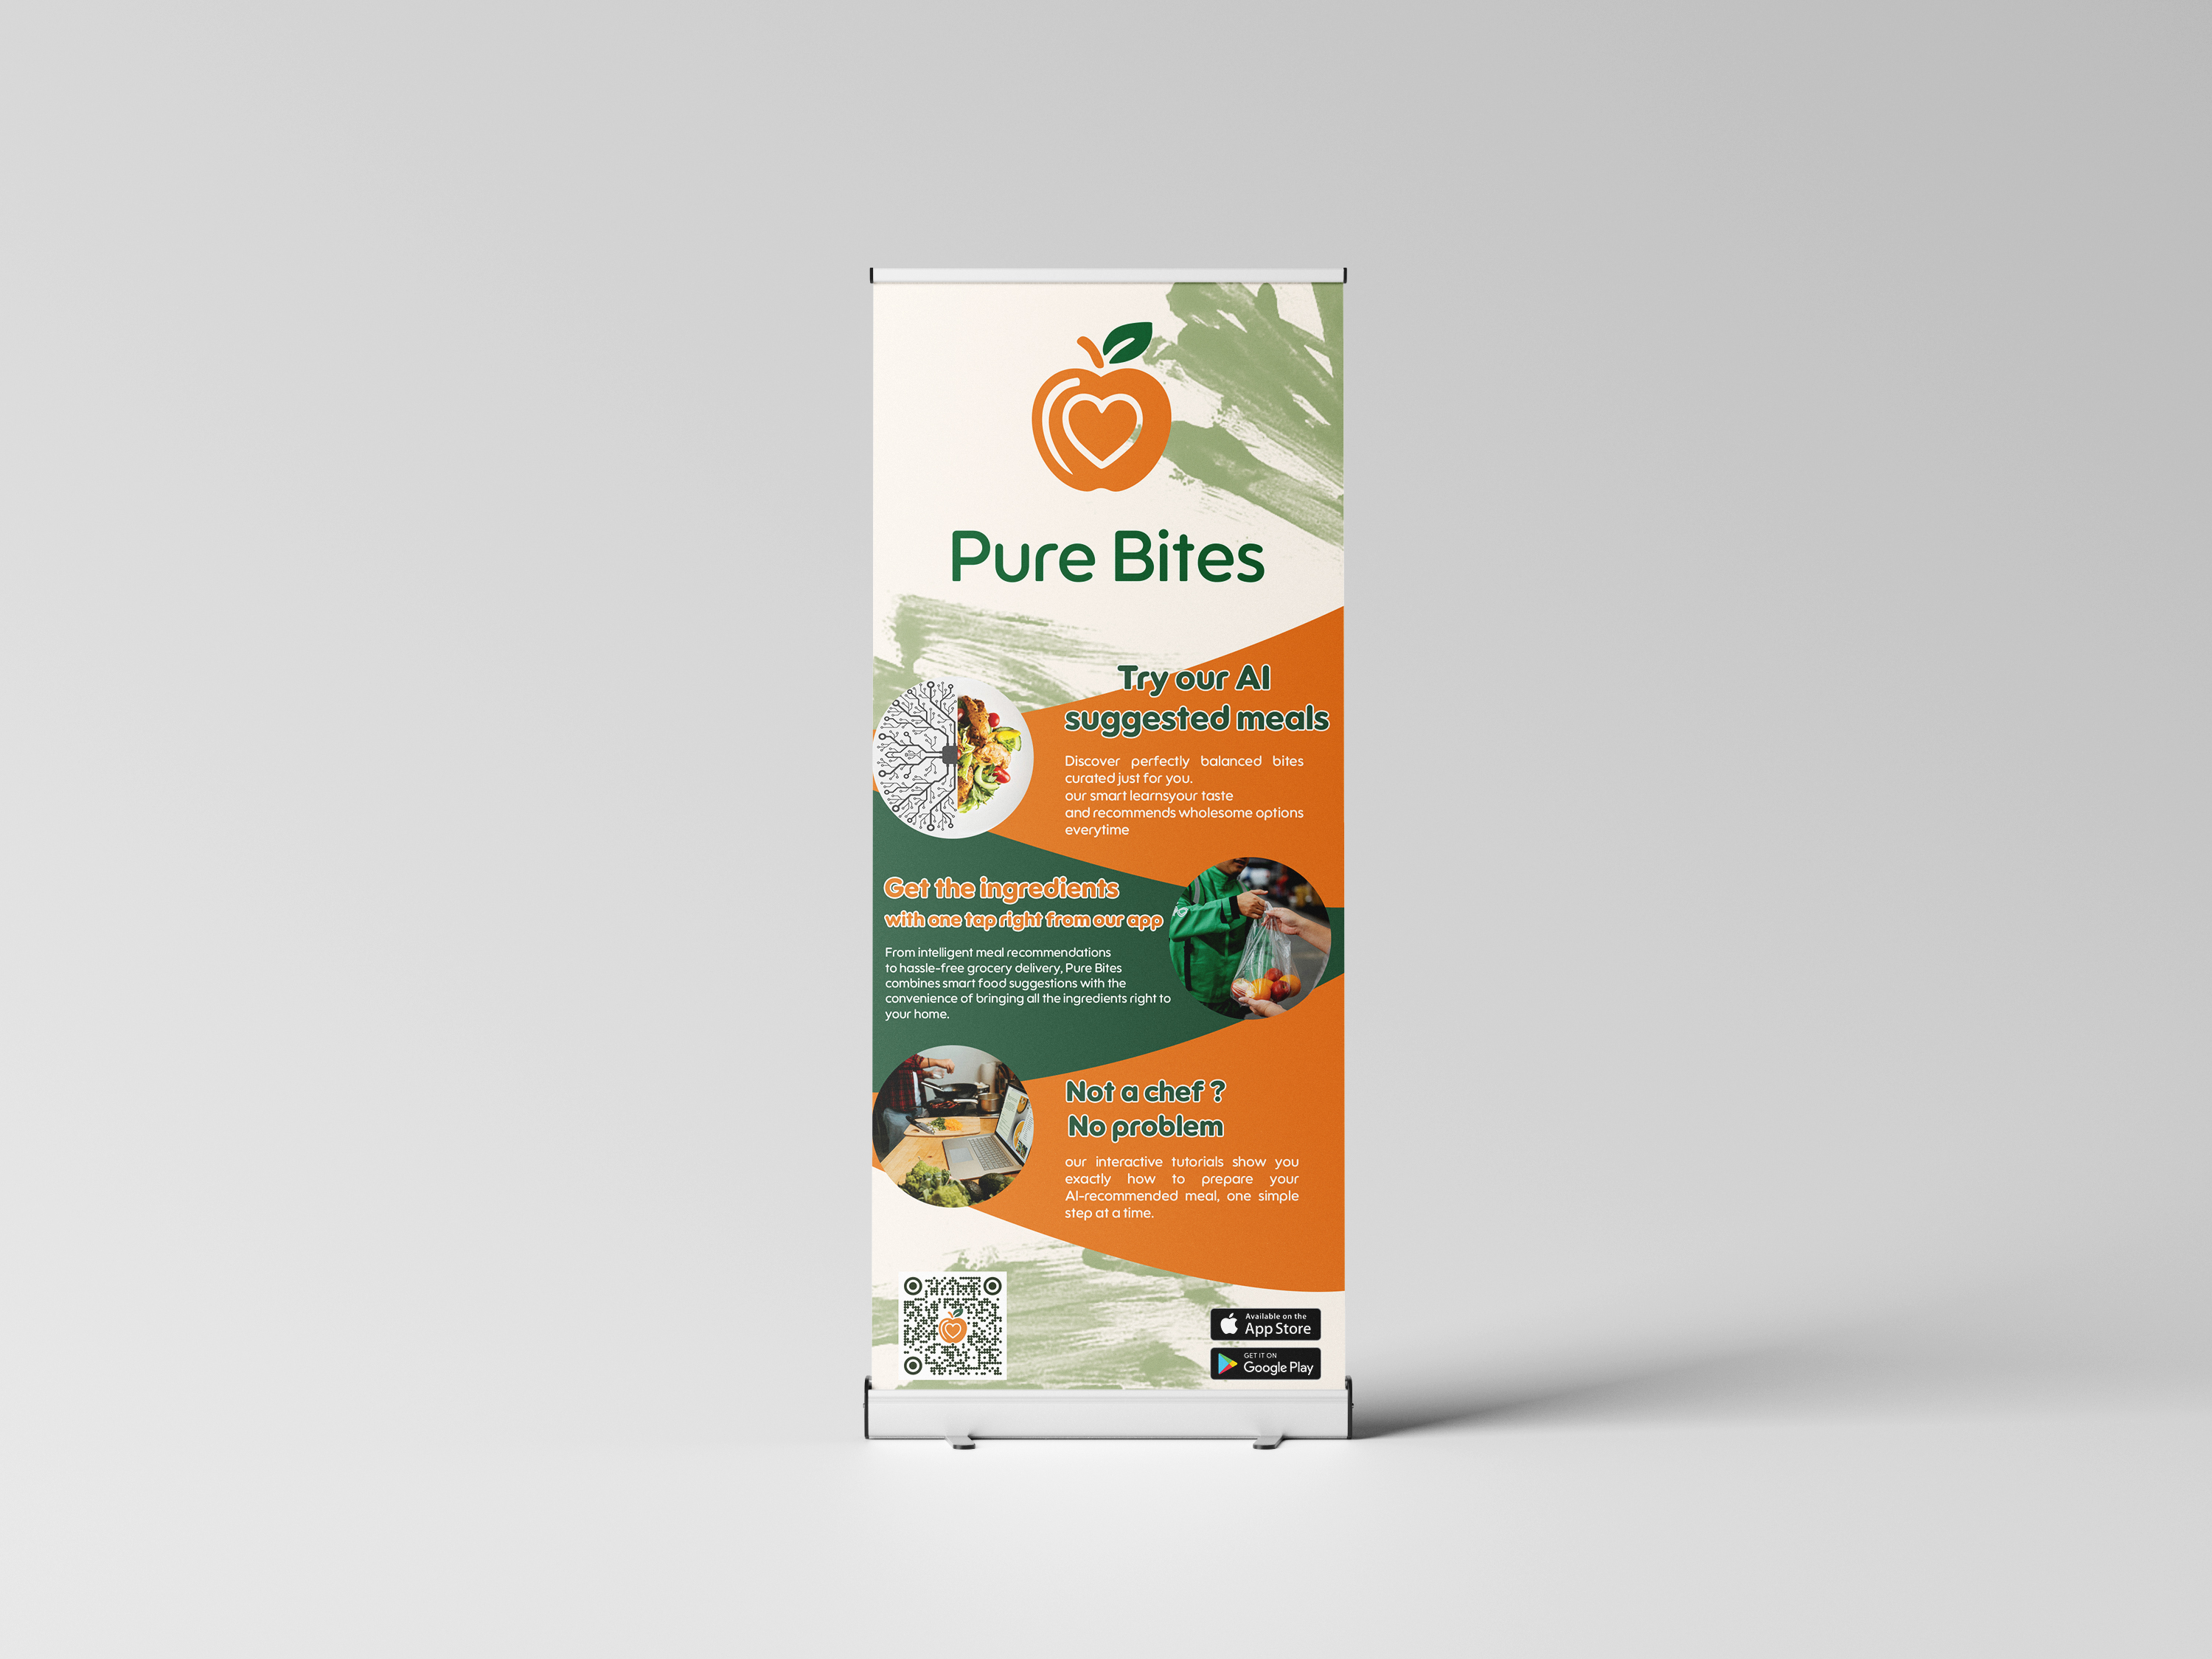 Pure Bites
Try our AI
suggested meals
Discover perfectly balanced bites
curated just for you.
our smart learnsyour taste
and recommends wholesome options
everytime
Get the ingredients
with one tap right from our app
From intelligent meal recommendations
to hassle-free grocery delivery, Pure Bites
combines smart food suggestions with the
convenience of bringing all the ingredients right to
your home.
Not a chef ?
No problem
our interactive tutorials show you
exactly how to prepare your
AI-recommended meal, one simple
step at a time.
Available on the
App Store
GET IT ON
Google Play